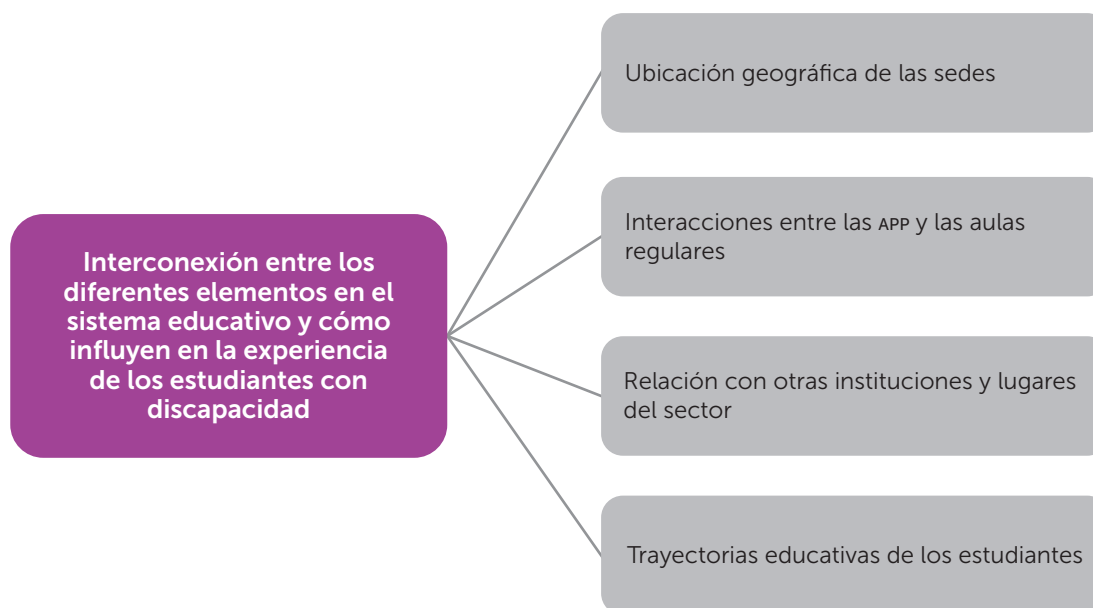 Interconexión entre los
diferentes elementos en el
sistema educativo y cómo
influyen en la experiencia
de los estudiantes con
discapacidad
Ubicación geográfica de las sedes
Interacciones entre las APP y las aulas
regulares
Relación con otras instituciones y lugares
del sector
Trayectorias educativas de los estudiantes